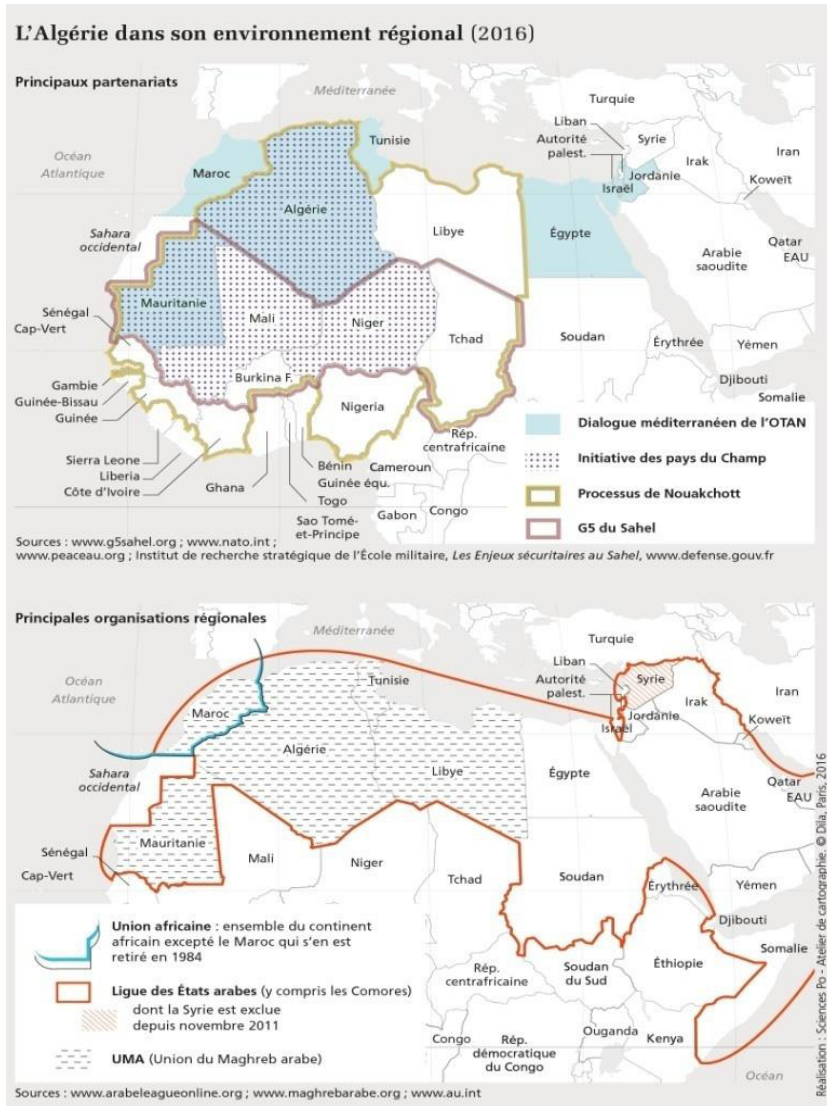 L'Algérie dans son environnement régional (2016)
Principaux partenariats
Méditerranée
Océan
Atlantique
Turquie
Liban
Autorité
palest.
Syrie
Irak
Iran
Tunisie
Maroc
Israël
Jordanie
Koweït
Algérie
Libye
Égypte
Sahara
occidental
Arabie
saoudite
Qatar
EAU
Mauritanie
Mali
Niger
Tchad
Soudan
Érythrée
Yémen
Sénégal
Cap-Vert
Burkina F.
Djibouti
Somalie
Gambie
Guinée-Bissau
Guinée
Nigeria
Rép.
centrafricaine
Sierra Leone
Liberia
Côte d'Ivoire
Ghana
Bénin
Guinée équ.
Togo
Sao Tomé-
et-Principe
Cameroun
Gabon
Congo
Dialogue méditerranéen de l'OTAN
Initiative des pays du Champ
Processus de Nouakchott
G5 du Sahel
Sources : www.g5sahel.org ; www.nato.int ;
www.peaceau.org ; Institut de recherche stratégique de l'École militaire, Les Enjeux sécuritaires au Sahel, www.defense.gouv.fr
Principales organisations régionales
Méditerranée
Océan
Atlantique
Turquie
Liban
Autorité
palest.
Syrie
Irak
Iran
Tunisie
Maroc
Israël
Jordanie
Koweït
Algérie
Libye
Égypte
Sahara
occidental
Arabie
saoudite
Qatar
EAU
Mauritanie
Mali
Niger
Tchad
Soudan
Érythrée
Yémen
Sénégal
Cap-Vert
Djibouti
Somalie
Éthiopie
Rép.
centrafricaine
Soudan
du Sud
Congo
Rép.
démocratique
du Congo
Ouganda
Kenya
Océan
Union africaine : ensemble du continent
africain excepté le Maroc qui s'en est
retiré en 1984
Ligue des États arabes (y compris les Comores)
dont la Syrie est exclue
depuis novembre 2011
UMA (Union du Maghreb arabe)
Sources : www.arabeleagueonline.org ; www.maghrebarabe.org ; www.au.int
Réalisation : Sciences Po - Atelier de cartographie. © Dila, Paris, 2016